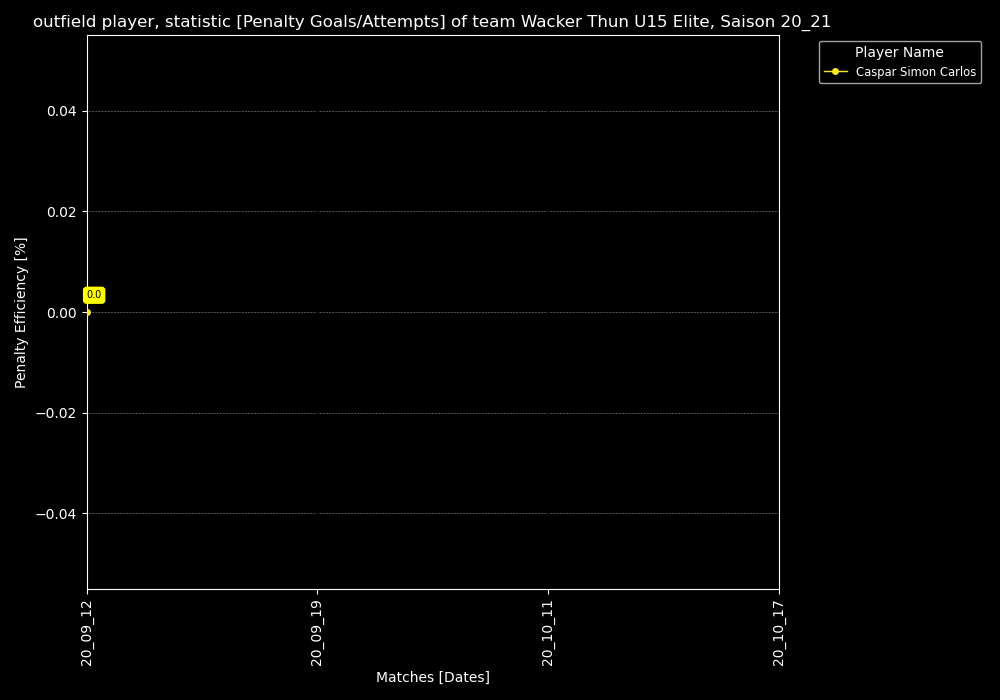 outfield player, statistic [Penalty Goals/Attempts] of team Wacker Thun U15 Elite, Saison 20_21
Player Name
Caspar Simon Carlos
Penalty Efficiency [%]
0.04
0.02
0.00
−0.02
−0.04
0.0
20_09_12
20_09_19
20_10_11
20_10_17
Matches [Dates]